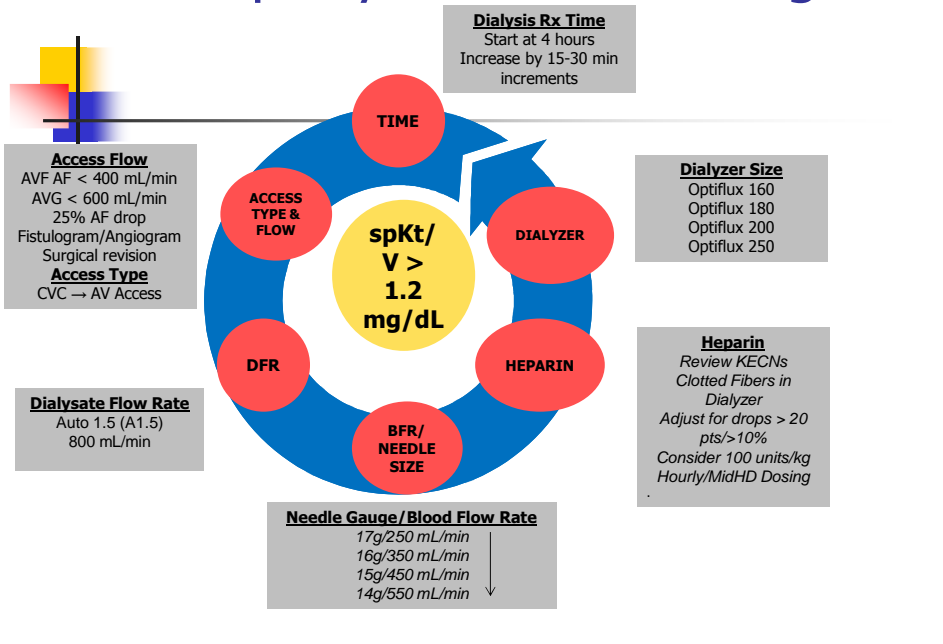 Dialysis Rx Time
Start at 4 hours
Increase by 15-30 min
increments
TIME
Access Flow
AVF AF < 400 mL/min
AVG < 600 mL/min
25% AF drop
Fistulogram/Angiogram
Surgical revision
Access Type
CVC → AV Access
ACCESS
TYPE &
FLOW
Dialyzer Size
Optiflux 160
Optiflux 180
Optiflux 200
Optiflux 250
DIALYZER
spKt/
V >
1.2
mg/dL
DFR
HEPARIN
Heparin
Review KECNs
Clotted Fibers in
Dialyzer
Adjust for drops > 20
pts/>10%
Consider 100 units/kg
Hourly/MidHD Dosing
.
Dialysate Flow Rate
Auto 1.5 (A1.5)
800 mL/min
BFR/
NEEDLE
SIZE
Needle Gauge/Blood Flow Rate
17g/250 mL/min
16g/350 mL/min
15g/450 mL/min
14g/550 mL/min